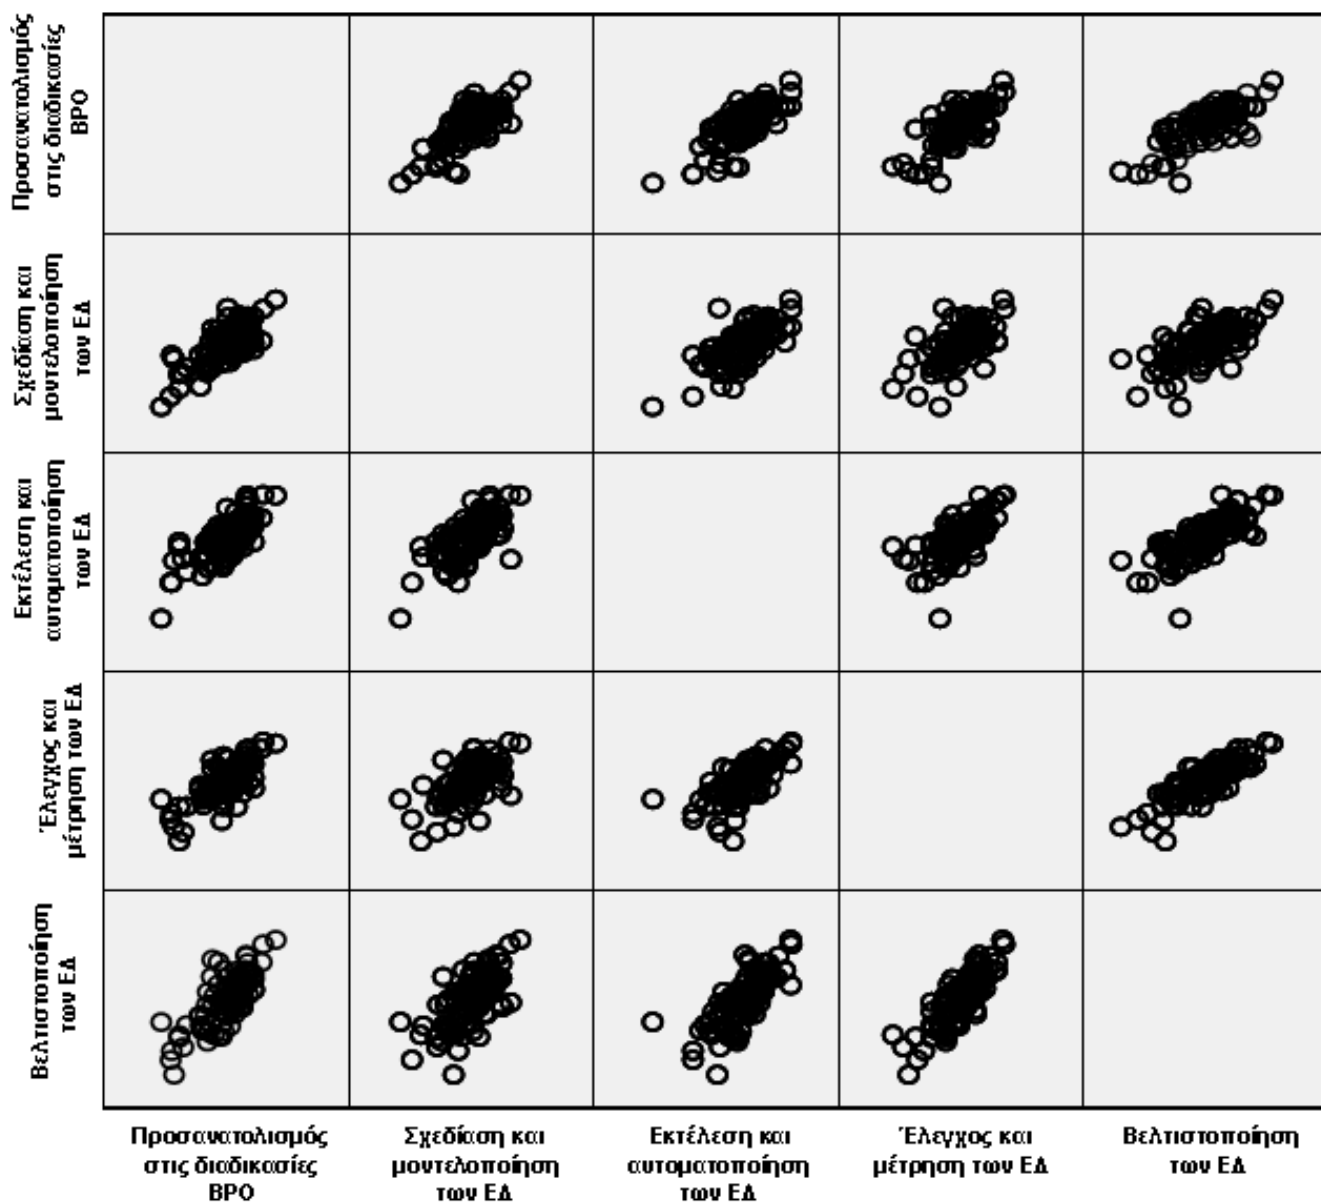 Προσανατολισμός
στις διαδικασίες
BPO
Σχεδίαση και
μοντελοποίηση
των ΕΔ
Εκτέλεση και
αυτοματοποίηση
των ΕΔ
Έλεγχος και
μέτρηση των ΕΔ
Βελτιστοποίηση
των ΕΔ
Προσανατολισμός
στις διαδικασίες
BPO
Σχεδίαση και
μοντελοποίηση
των ΕΔ
Εκτέλεση και
αυτοματοποίηση
των ΕΔ
Έλεγχος και
μέτρηση των ΕΔ
Βελτιστοποίηση
των ΕΔ